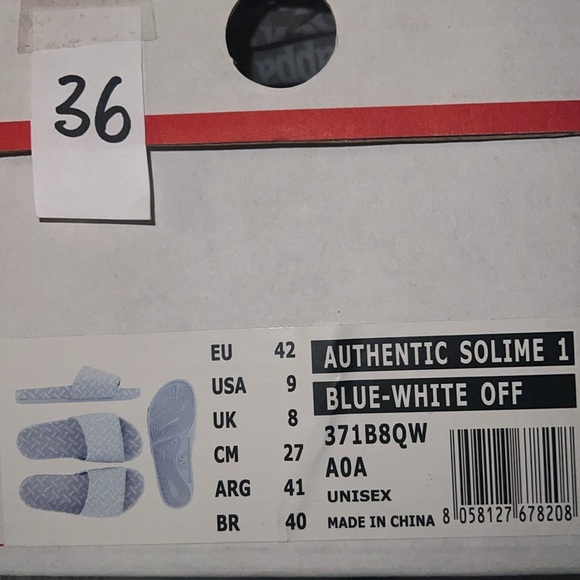 36
EU 42
USA 9
UK 8
CM 27
ARG 41
BR 40
AUTHENTIC SOLIME 1
BLUE-WHITE OFF
371B8QW
A0A
UNISEX
MADE IN CHINA
8 058127 678208